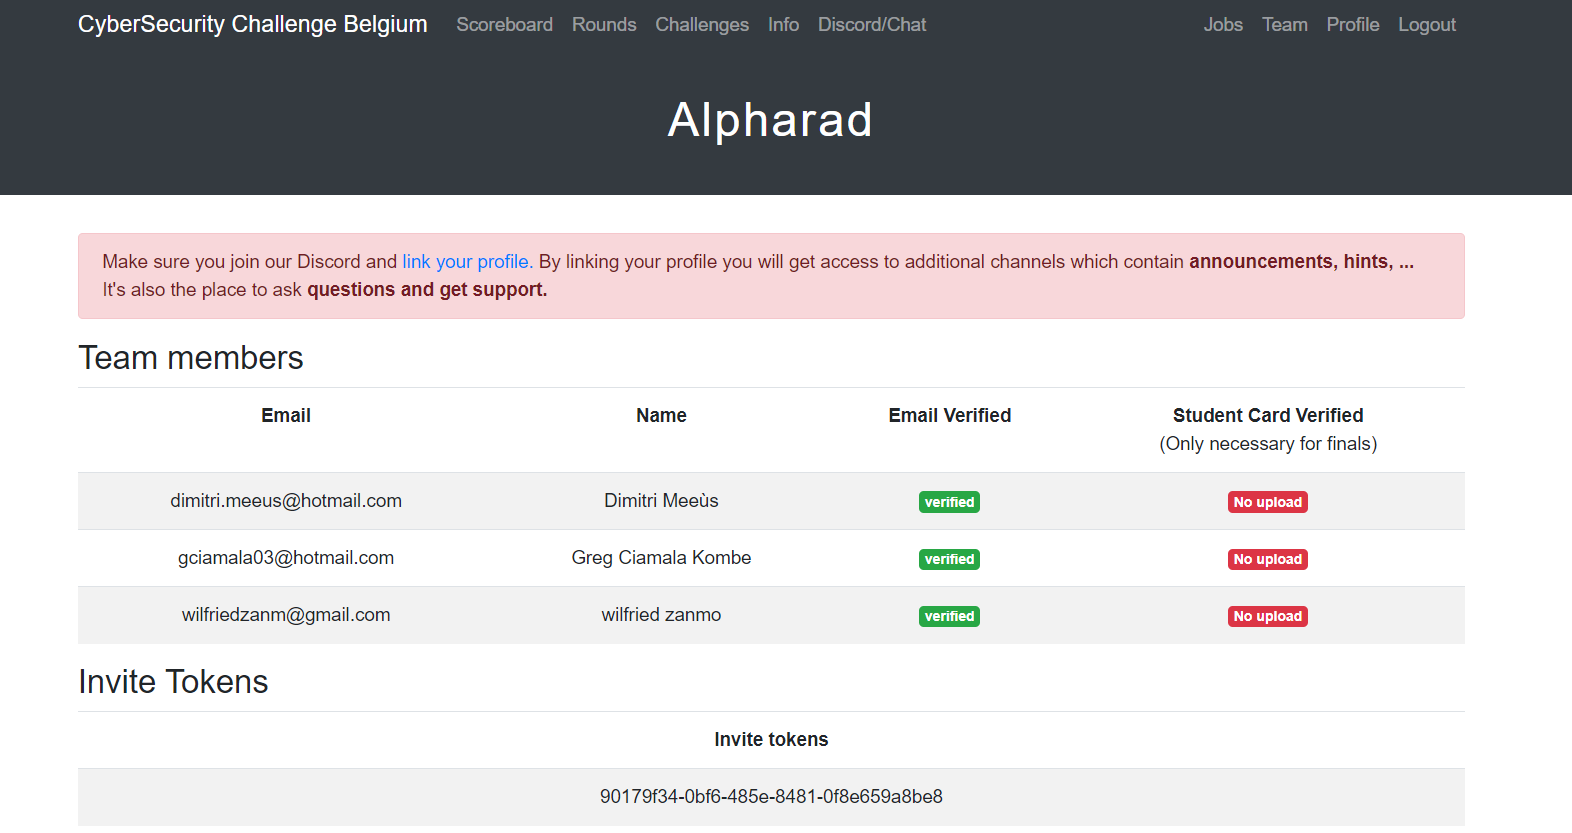 CyberSecurity Challenge Belgium Scoreboard Rounds Challenges Info Discord/Chat Jobs Team Profile Logout
Alpharad
Make sure you join our Discord and link your profile. By linking your profile you will get access to additional channels which contain announcements, hints, ...
It's also the place to ask questions and get support.
Team members
Email Name Email Verified Student Card Verified
(Only necessary for finals)
dimitri.meeus@hotmail.com Dimitri Meeùs verified No upload
gciamala03@hotmail.com Greg Ciamala Kombe verified No upload
wilfriedzanm@gmail.com wilfried zanmo verified No upload
Invite Tokens
Invite tokens
90179f34-0bf6-485e-8481-0f8e659a8be8